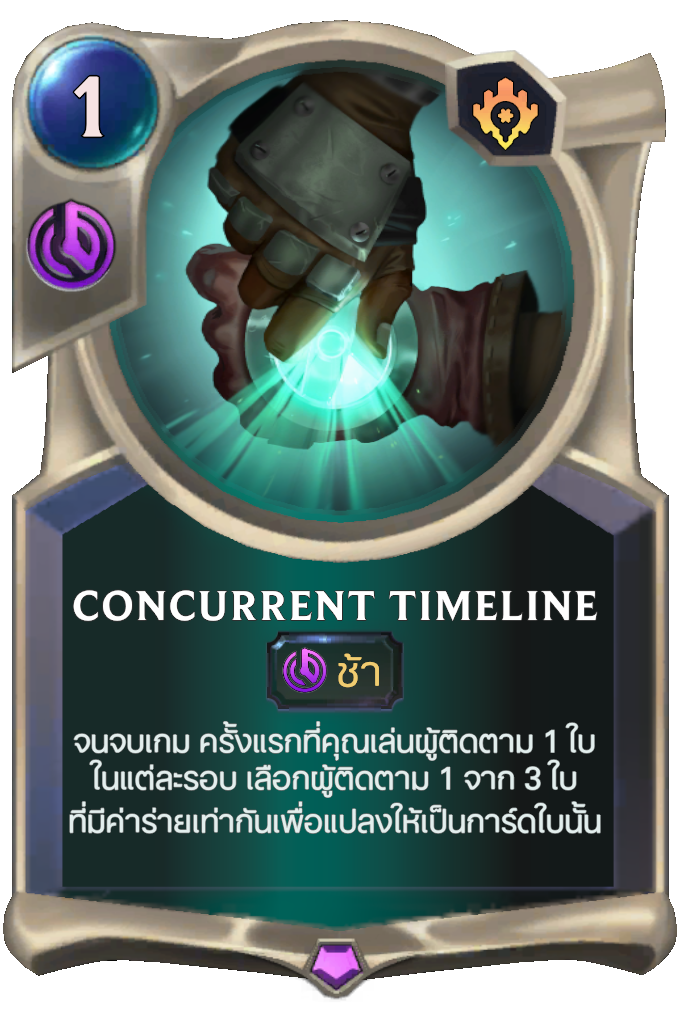 1
CONCURRENT TIMELINE
ช้า
จนจบเกม ครั้งแรกที่คุณเล่นผู้ติดตาม 1 ใบ
ในแต่ละรอบ เลือกผู้ติดตาม 1 จาก 3 ใบ
ที่มีค่าร่ายเท่ากันเพื่อแปลงให้เป็นการ์ดใบนั้น